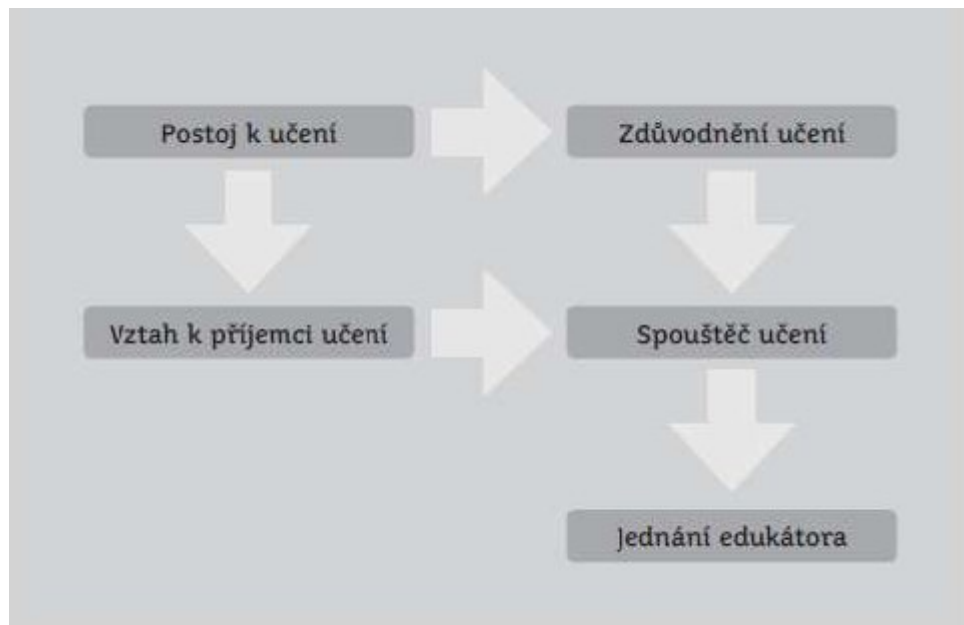 Postoj k učení
Zdůvodnění učení
Vztah k příjemci učení
Spouštěč učení
Jednání edukátora